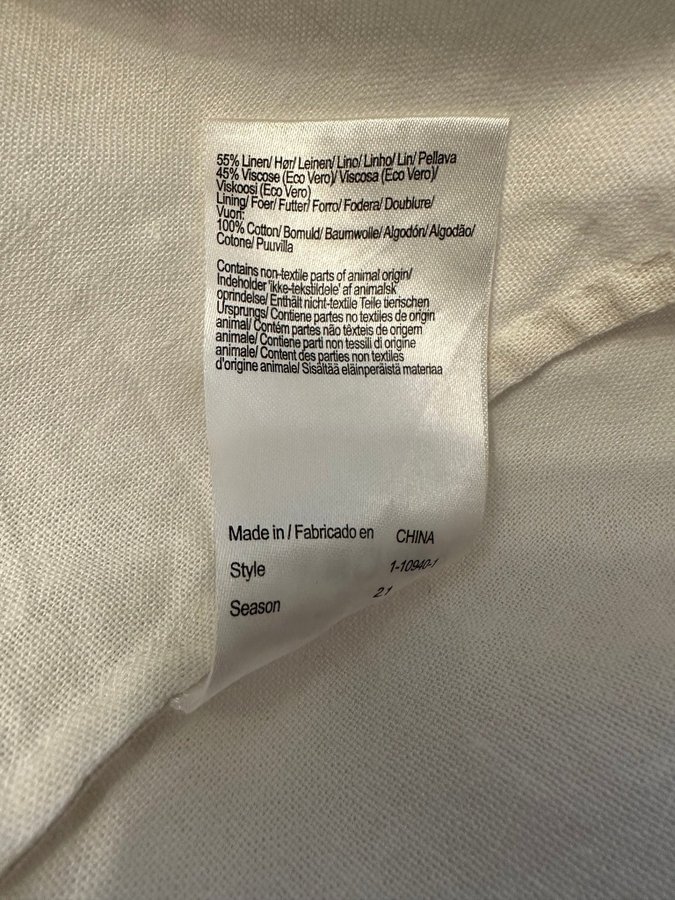 55% Linen/ Hør/ Leinen/ Lino/ Linho/ Lin/ Pellava
45% Viscose (Eco Vero)/ Viscosa (Eco Vero)/
Viskoosi (Eco Vero)
Lining/ Foer/ Futter/ Forro/ Fodera/ Doublure/
Vuori:
100% Cotton/ Bomuld/ Baumwolle/ Algodón/ Algodão/
Cotone/ Puuvilla
Contains non-textile parts of animal origin/
Indeholder 'ikke-tekstildele' af animalsk
oprindelse/ Enthält nicht-textile Teile tierischen
Ursprungs/ Contiene partes no textiles de origin
animal/ Contém partes não têxteis de origem
animale/ Contiene parti non tessili di origine
animale/ Content des parties non textiles
d'origine animale/ Sisältää eläinperäistä materiaa
Made in / Fabricado en CHINA
Style 1-10940-1
Season 21